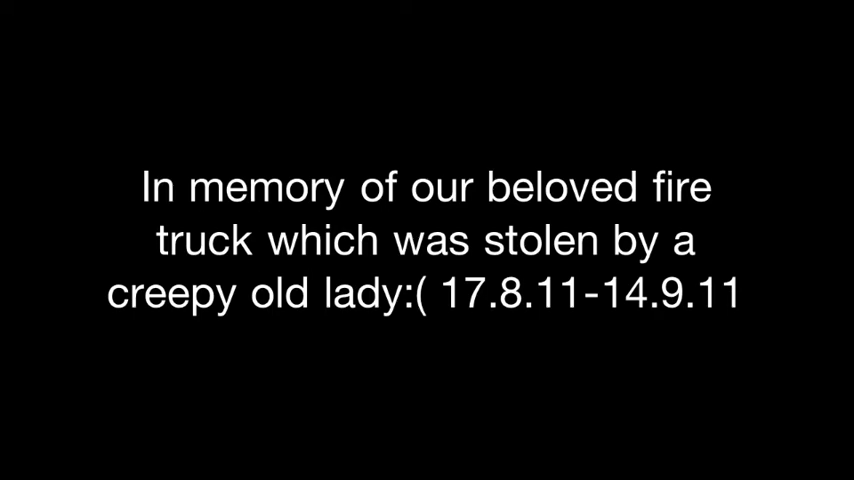 In memory of our beloved fire
truck which was stolen by a
creepy old lady:( 17.8.11-14.9.11